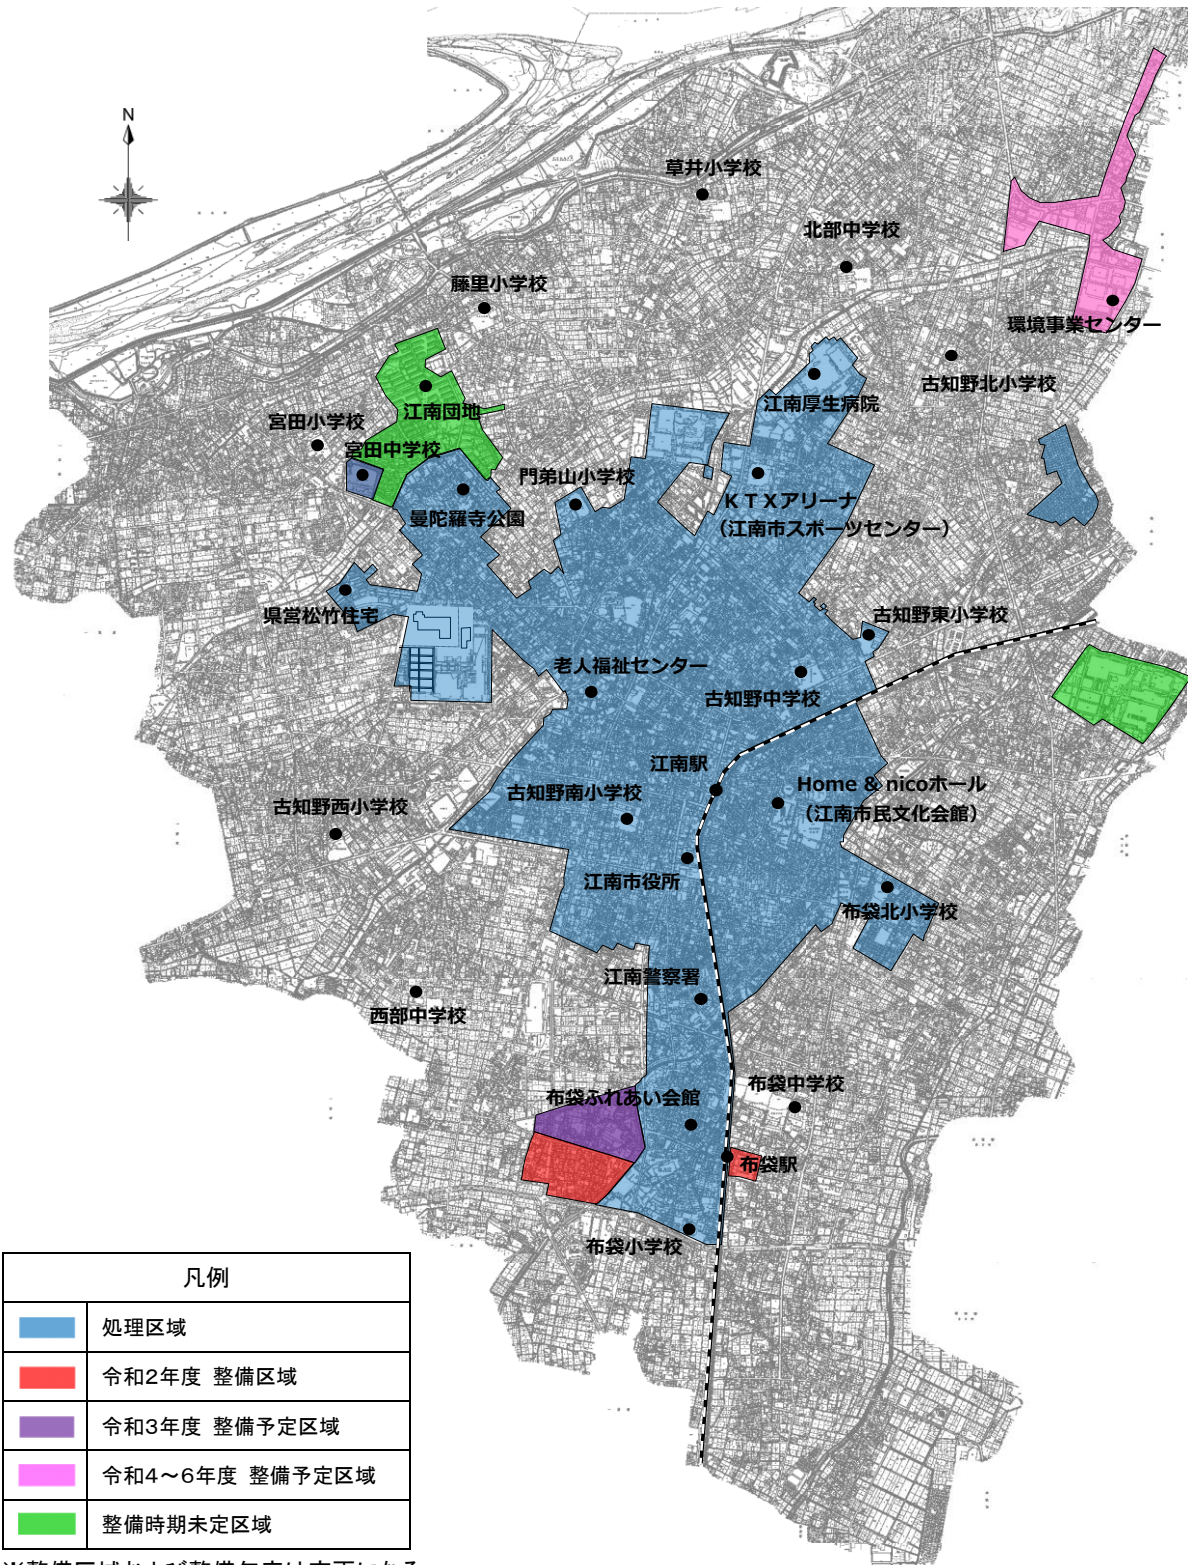 N
草井小学校
北部中学校
藤里小学校
環境事業センター
古知野北小学校
江南厚生病院
江南団地
宮田小学校
宮田中学校
門弟山小学校
KTXアリーナ
（江南市スポーツセンター）
曼陀羅寺公園
県営松竹住宅
古知野東小学校
老人福祉センター
古知野中学校
江南駅
Home & nicoホール
（江南市民文化会館）
古知野南小学校
古知野西小学校
江南市役所
布袋北小学校
江南警察署
西部中学校
布袋中学校
布袋ふれあい会館
布袋駅
布袋小学校
凡例
処理区域
令和2年度 整備区域
令和3年度 整備予定区域
令和4～6年度 整備予定区域
整備時期未定区域